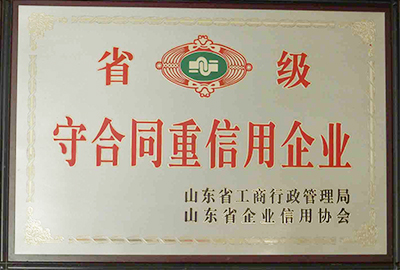 省 级
守合同重信用企业
山东省工商行政管理局
山东省企业信用协会